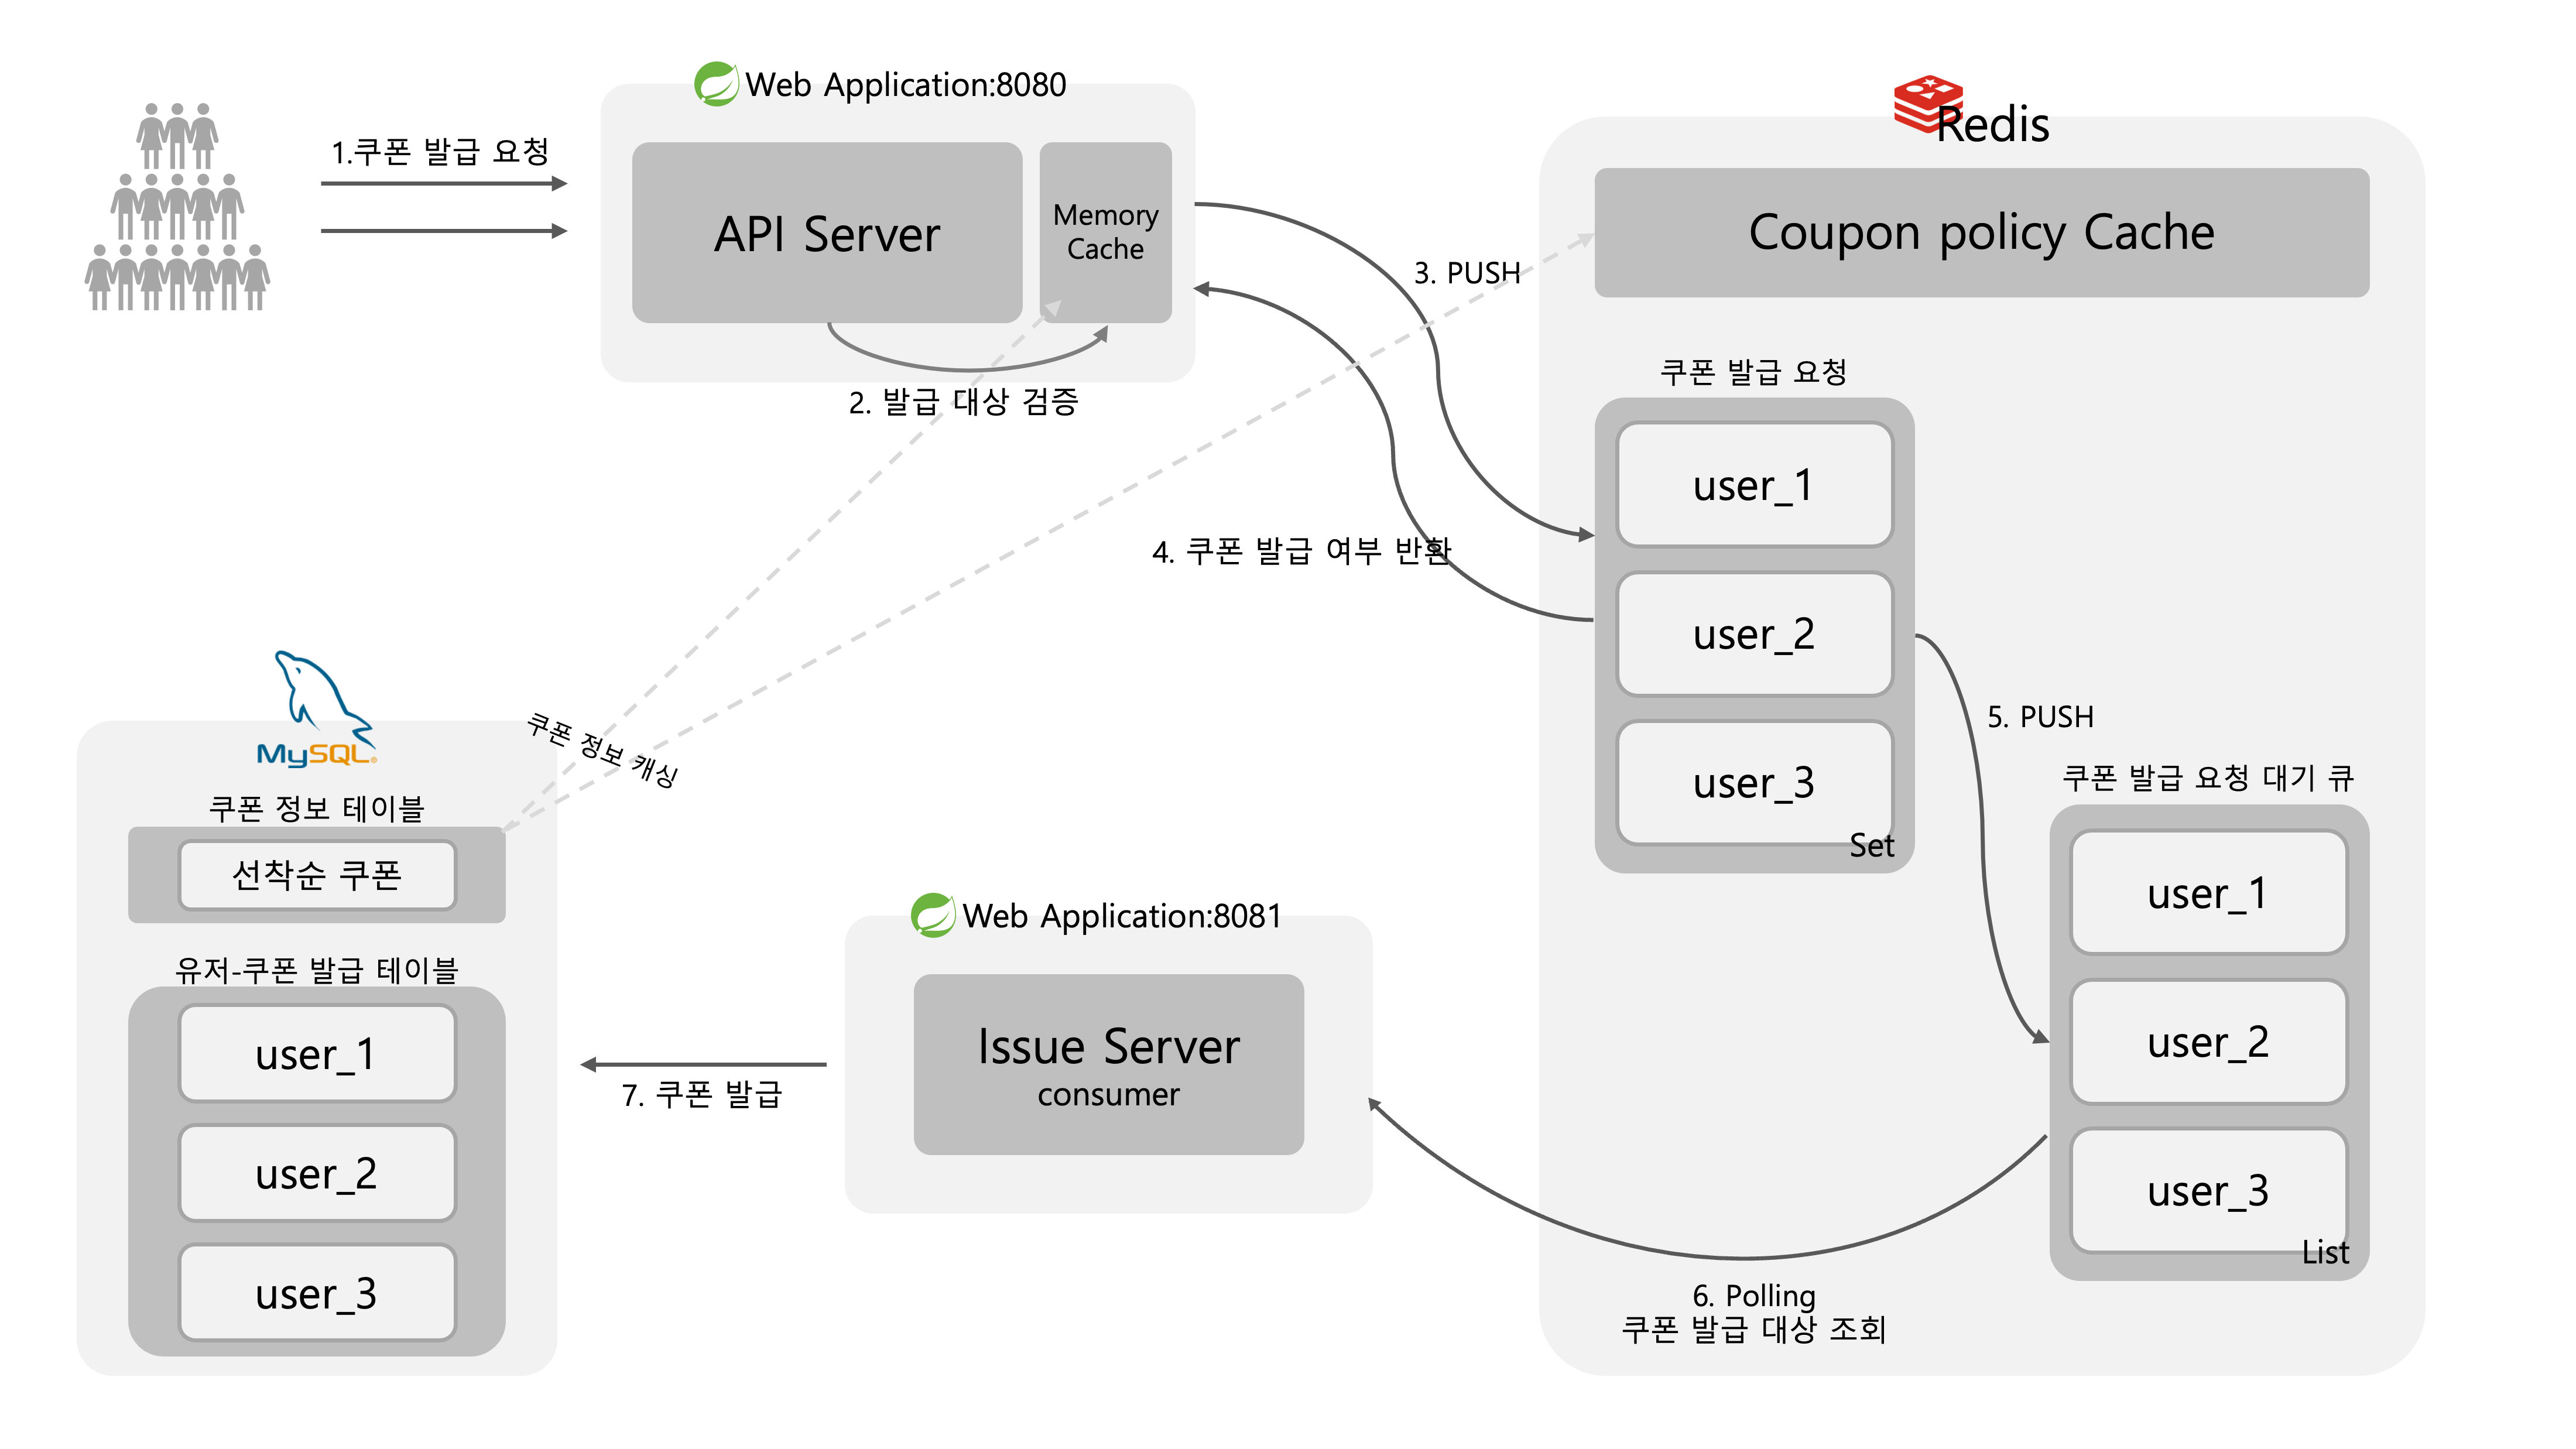 Web Application:8080
1.쿠폰 발급 요청
API Server
Memory
Cache
2. 발급 대상 검증
Redis
Coupon policy Cache
3. PUSH
쿠폰 발급 요청
user_1
user_2
user_3
Set
4. 쿠폰 발급 여부 반환
5. PUSH
쿠폰 발급 요청 대기 큐
user_1
user_2
user_3
List
6. Polling
쿠폰 발급 대상 조회
Web Application:8081
Issue Server
consumer
7. 쿠폰 발급
쿠폰 정보 캐싱
MySQL®
쿠폰 정보 테이블
선착순 쿠폰
유저-쿠폰 발급 테이블
user_1
user_2
user_3